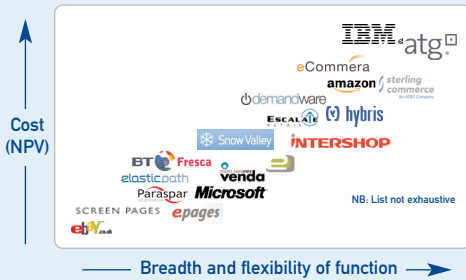 IBM & atg
eCommera
amazon sterling commerce
An AT&T Company
demandware
ESCALATE RETAIL hybris
Snow Valley INTERSHOP
BT Fresca
elasticpath venda
Paraspar Microsoft
NB: List not exhaustive
SCREEN PAGES epages
ebay.co.uk
Cost
(NPV)
Breadth and flexibility of function